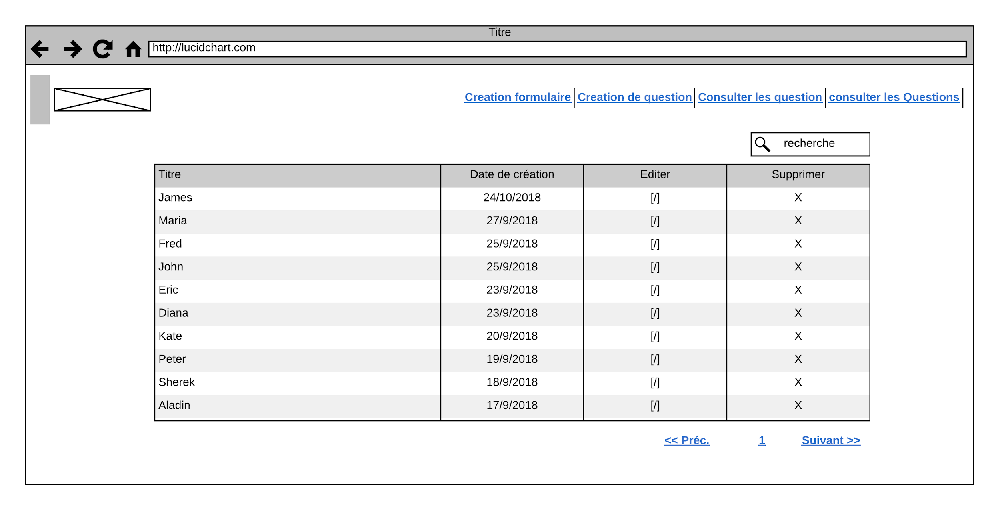 Titre
http://lucidchart.com
Creation formulaire Creation de question Consulter les question consulter les Questions
recherche
Titre Date de création Editer Supprimer
James 24/10/2018 [/] X
Maria 27/9/2018 [/] X
Fred 25/9/2018 [/] X
John 25/9/2018 [/] X
Eric 23/9/2018 [/] X
Diana 23/9/2018 [/] X
Kate 20/9/2018 [/] X
Peter 19/9/2018 [/] X
Sherek 18/9/2018 [/] X
Aladin 17/9/2018 [/] X
<< Préc. 1 Suivant >>